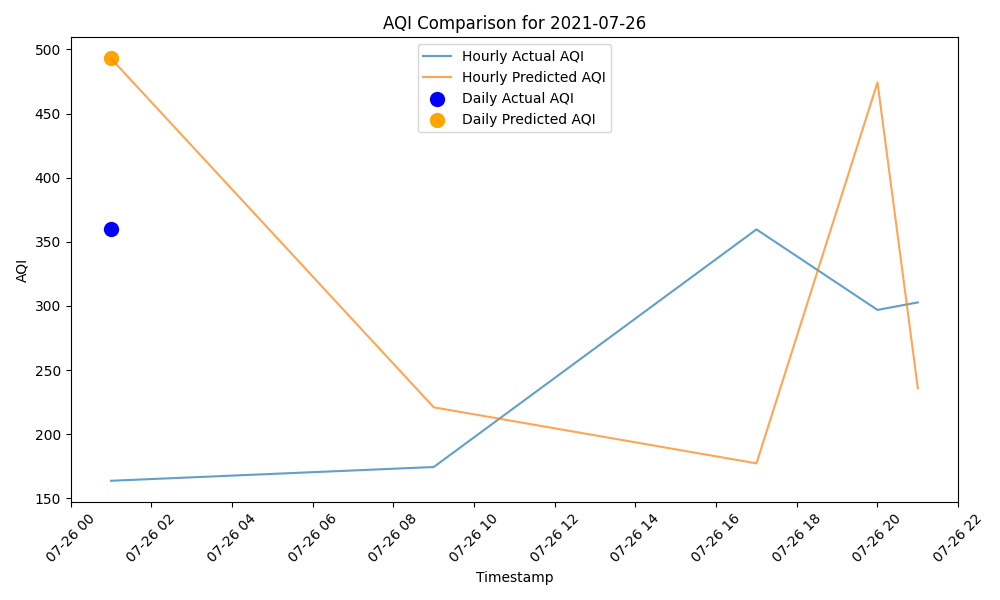 AQI Comparison for 2021-07-26
Hourly Actual AQI
Hourly Predicted AQI
Daily Actual AQI
Daily Predicted AQI
500
450
400
350
300
250
200
150
AQI
07-26 00
07-26 02
07-26 04
07-26 06
07-26 08
07-26 10
07-26 12
07-26 14
07-26 16
07-26 18
07-26 20
07-26 22
Timestamp